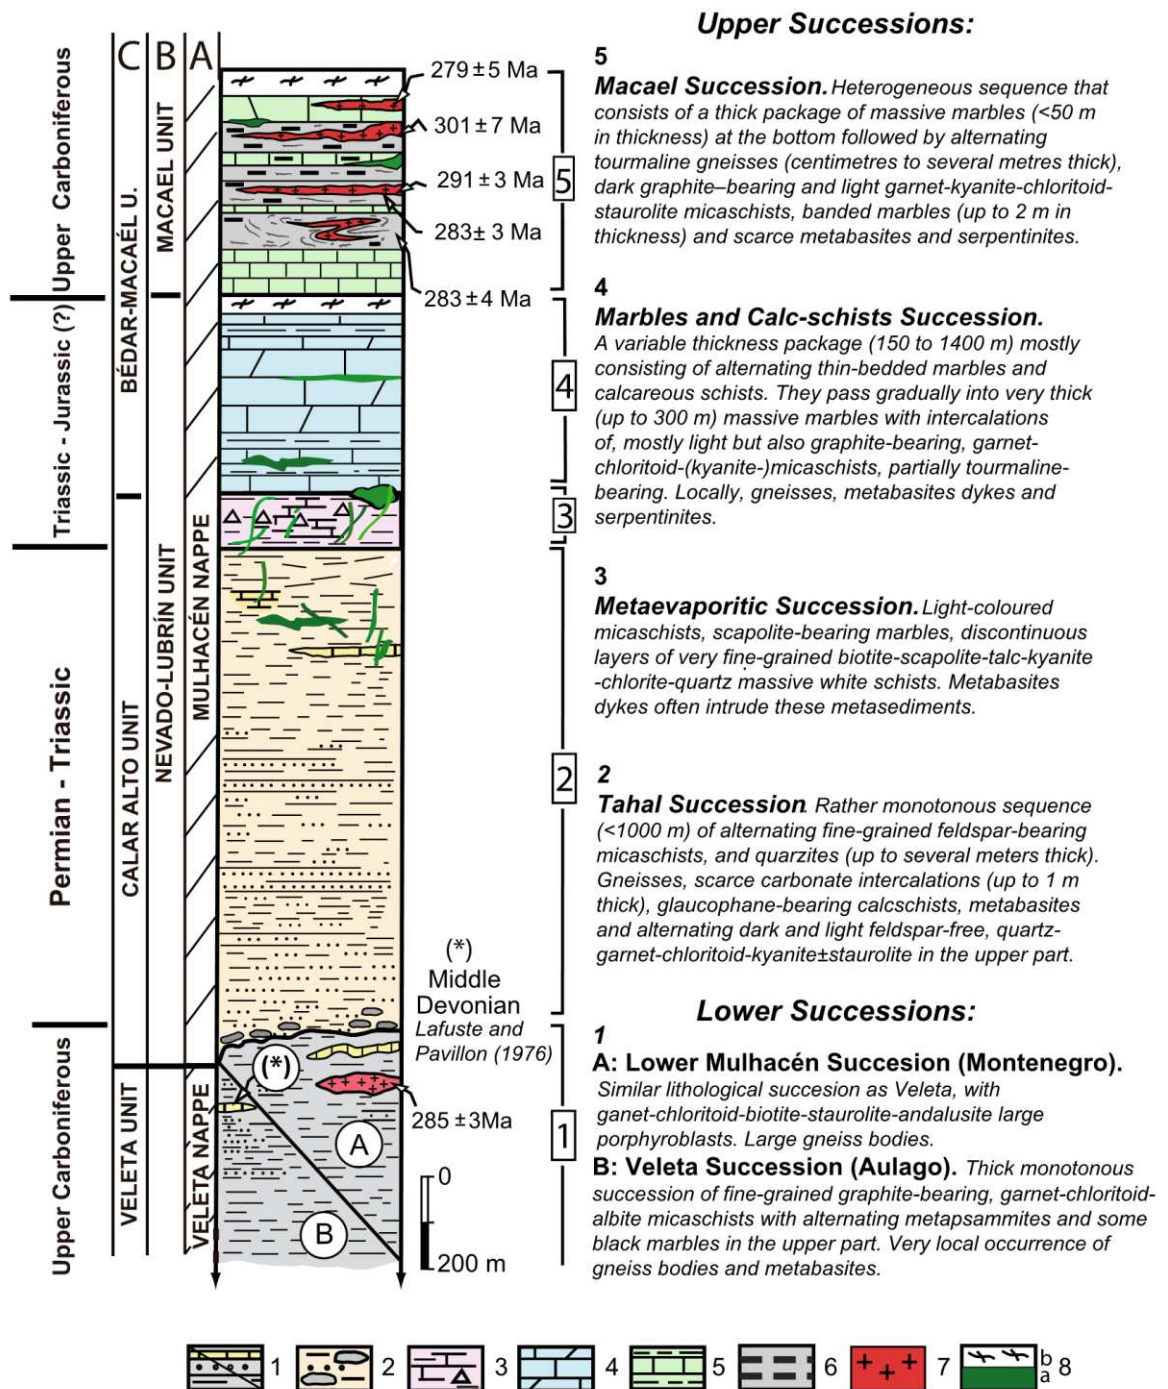 Upper Carboniferous
Triassic - Jurassic (?)
Permian - Triassic
Upper Carboniferous
C
B
A
BÉDAR-MACAÉL U.
CALAR ALTO UNIT
VELETA UNIT
MACAEL UNIT
NEVADO-LUBRÍN UNIT
MULHACÉN NAPPE
VELETA NAPPE
279 ± 5 Ma
301 ± 7 Ma
291 ± 3 Ma
283± 3 Ma
283 ± 4 Ma
5
4
3
2
1
(*)
Middle
Devonian
Lafuste and
Pavillon (1976)
(*)
285 ± 3Ma
A
B
0
200 m
Upper Successions:
5
Macael Succession. Heterogeneous sequence that
consists of a thick package of massive marbles (<50 m
in thickness) at the bottom followed by alternating
tourmaline gneisses (centimetres to several metres thick),
dark graphite–bearing and light garnet-kyanite-chloritoid-
staurolite micaschists, banded marbles (up to 2 m in
thickness) and scarce metabasites and serpentinites.
4
Marbles and Calc-schists Succession.
A variable thickness package (150 to 1400 m) mostly
consisting of alternating thin-bedded marbles and
calcareous schists. They pass gradually into very thick
(up to 300 m) massive marbles with intercalations
of, mostly light but also graphite-bearing, garnet-
chloritoid-(kyanite-)micaschists, partially tourmaline-
bearing. Locally, gneisses, metabasites dykes and
serpentinites.
3
Metaevaporitic Succession. Light-coloured
micaschists, scapolite-bearing marbles, discontinuous
layers of very fine-grained biotite-scapolite-talc-kyanite
-chlorite-quartz massive white schists. Metabasites
dykes often intrude these metasediments.
2
Tahal Succession. Rather monotonous sequence
(<1000 m) of alternating fine-grained feldspar-bearing
micaschists, and quarzites (up to several meters thick).
Gneisses, scarce carbonate intercalations (up to 1 m
thick), glaucophane-bearing calcschists, metabasites
and alternating dark and light feldspar-free, quartz-
garnet-chloritoid-kyanite±staurolite in the upper part.
Lower Successions:
1
A: Lower Mulhacén Succesion (Montenegro).
Similar lithological succesion as Veleta, with
ganet-chloritoid-biotite-staurolite-andalusite large
porphyroblasts. Large gneiss bodies.
B: Veleta Succession (Aulago). Thick monotonous
succession of fine-grained graphite-bearing, garnet-chloritoid-
albite micaschists with alternating metapsammites and some
black marbles in the upper part. Very local occurrence of
gneiss bodies and metabasites.
1 2 3 4 5 6 7 b a 8